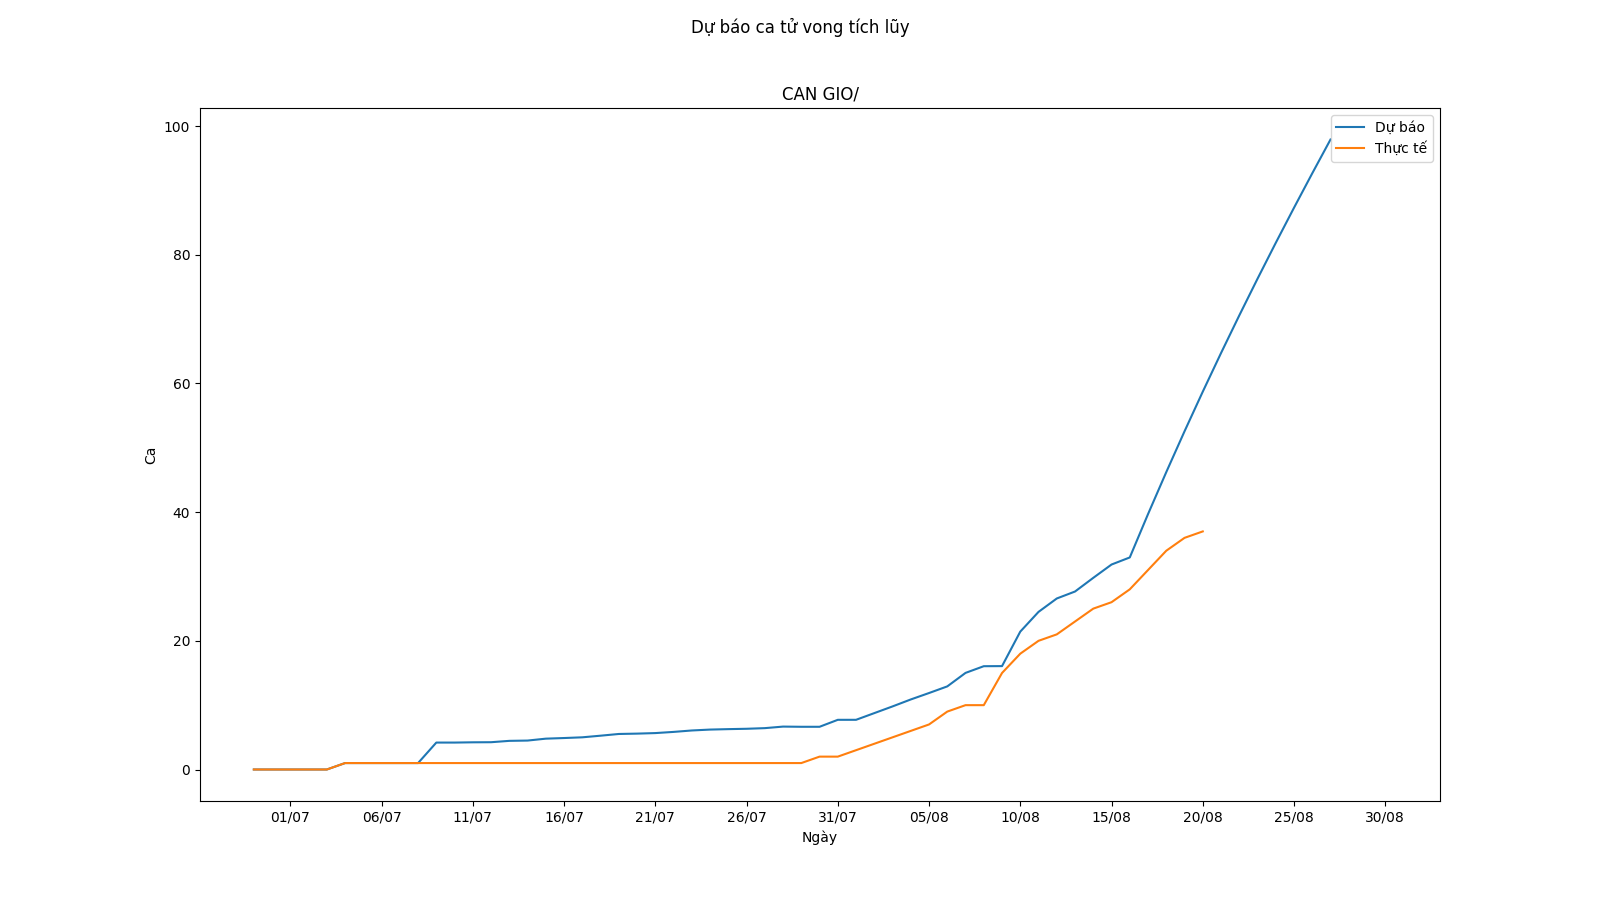 Dự báo ca tử vong tích lũy
CAN GIO/
100
80
60
40
20
0
Ca
Dự báo
Thực tế
01/07 06/07 11/07 16/07 21/07 26/07 31/07 05/08 10/08 15/08 20/08 25/08 30/08
Ngày